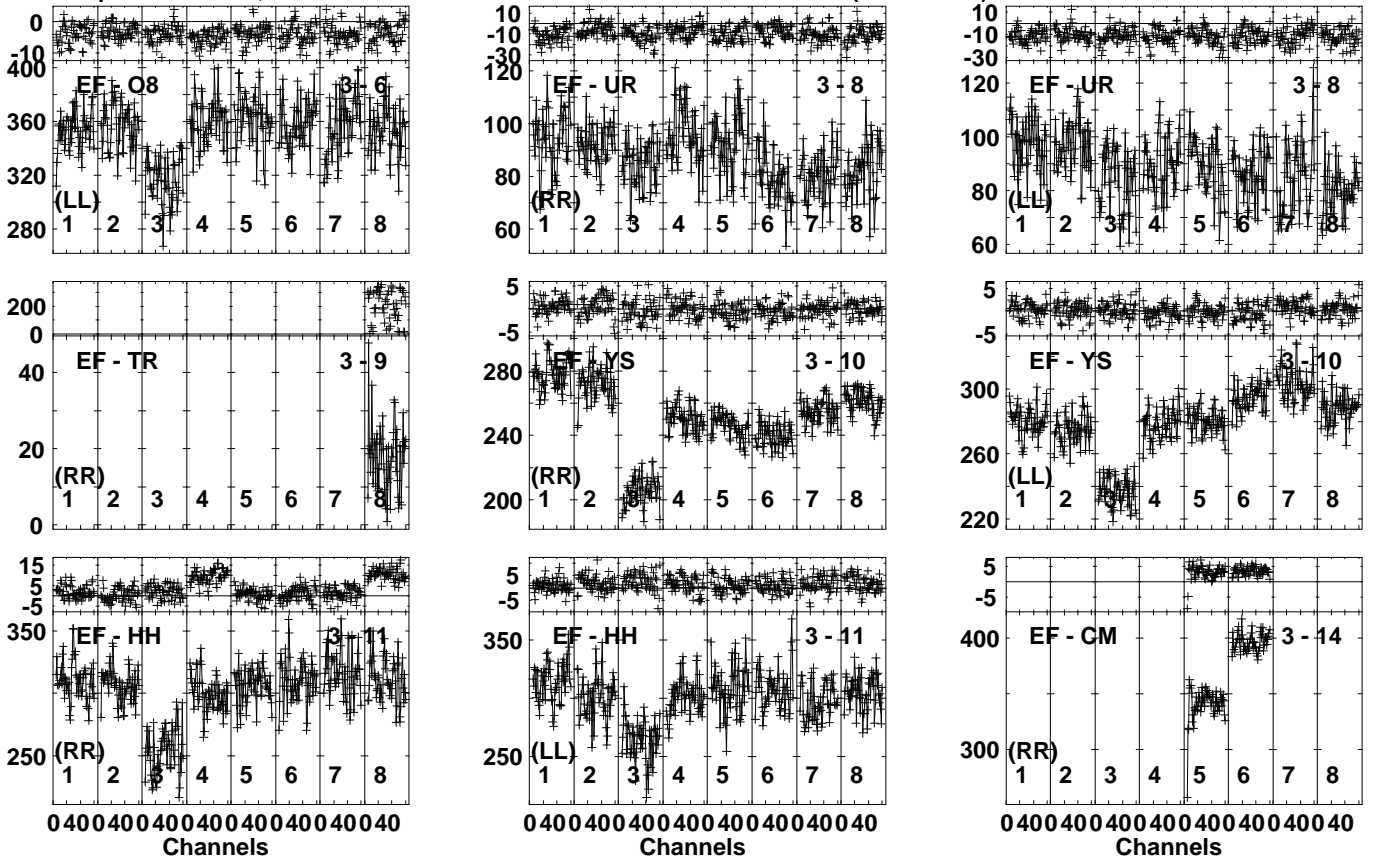 0
-10
10
-10
-30
10
-10
-30
400
360
320
280
EF - O8 3 - 6
(LL)
1 2 3 4 5 6 7 8
120
100
80
60
EF - UR 3 - 8
(RR)
1 2 3 4 5 6 7 8
120
100
80
60
EF - UR 3 - 8
(LL)
1 2 3 4 5 6 7 8
200
0
5
-5
5
-5
40
20
0
EF - TR 3 - 9
(RR)
1 2 3 4 5 6 7 8
280
240
200
EF - YS 3 - 10
(RR)
1 2 3 4 5 6 7 8
300
260
220
EF - YS 3 - 10
(LL)
1 2 3 4 5 6 7 8
15
5
-5
5
-5
5
-5
350
250
EF - HH 3 - 11
(RR)
1 2 3 4 5 6 7 8
350
250
EF - HH 3 - 11
(LL)
1 2 3 4 5 6 7 8
400
300
EF - CM 3 - 14
(RR)
1 2 3 4 5 6 7 8
0 40 0 40 0 40 0 40 0 40 0 40 0 40 0 40
0 40 0 40 0 40 0 40 0 40 0 40 0 40 0 40
0 40 0 40 0 40 0 40 0 40 0 40 0 40 0 40
Channels Channels Channels